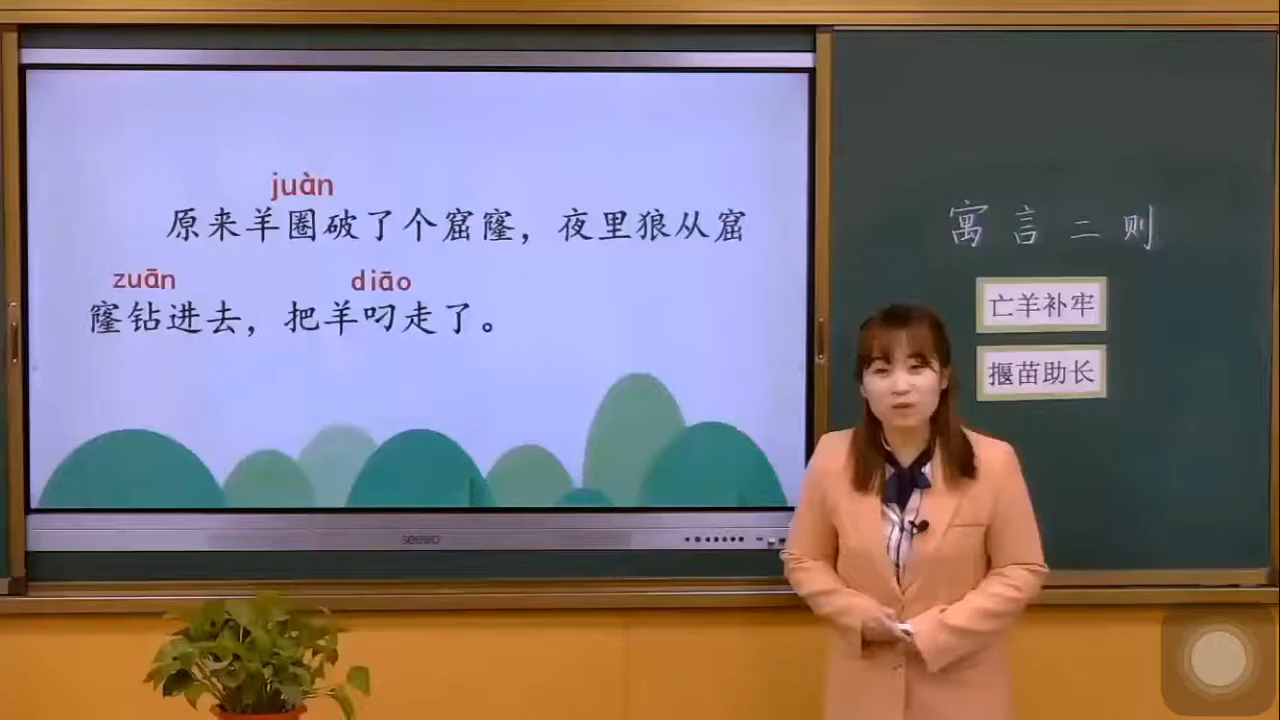 juàn
原来羊圈破了个窟窿，夜里狼从窟
zuān diāo
窿钻进去，把羊叼走了。
seewo
寓言二则
亡羊补牢
揠苗助长